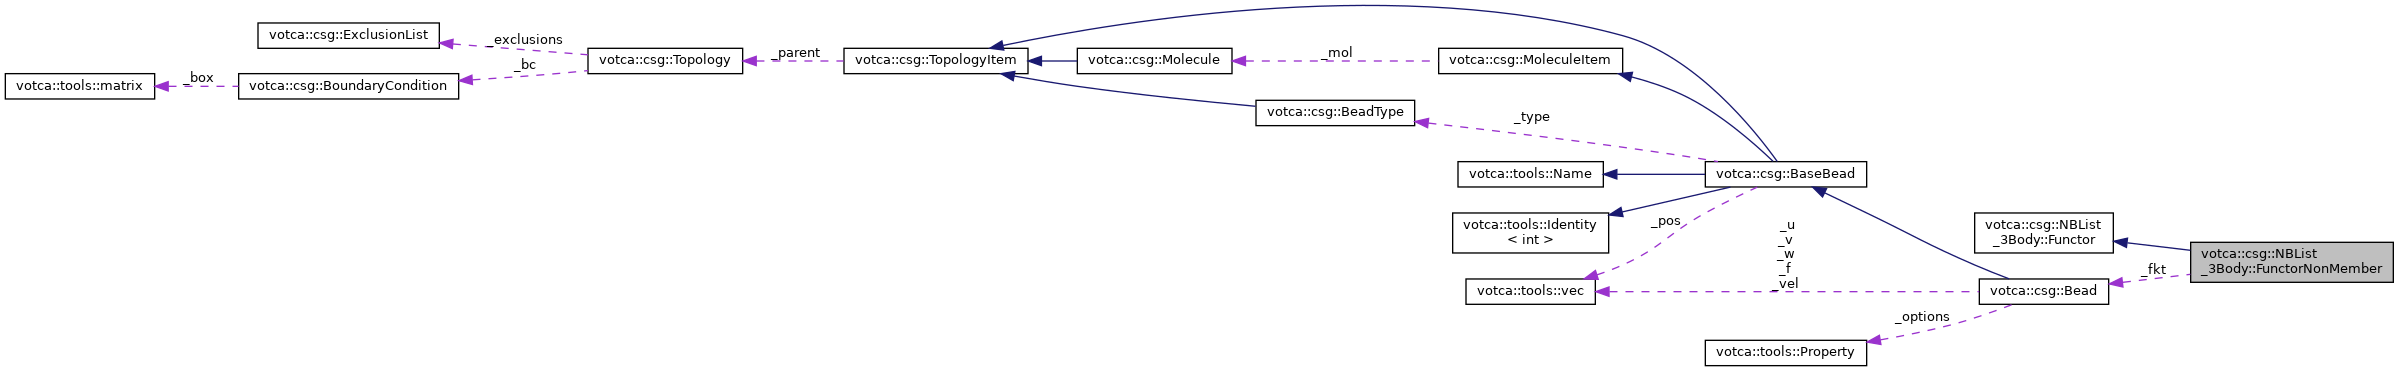 votca::csg::ExclusionList
_exclusions
votca::csg::Topology
_parent
votca::csg::TopologyItem
votca::csg::Molecule
_mol
votca::csg::MoleculeItem
_bc
votca::tools::matrix
_box
votca::csg::BoundaryCondition
votca::csg::BeadType
_type
votca::tools::Name
votca::csg::BaseBead
votca::tools::Identity
< int >
_pos
_u
_v
_w
_f
_vel
votca::csg::NBList
_3Body::Functor
votca::csg::NBList
_3Body::FunctorNonMember
_fkt
votca::tools::vec
votca::csg::Bead
_options
votca::tools::Property